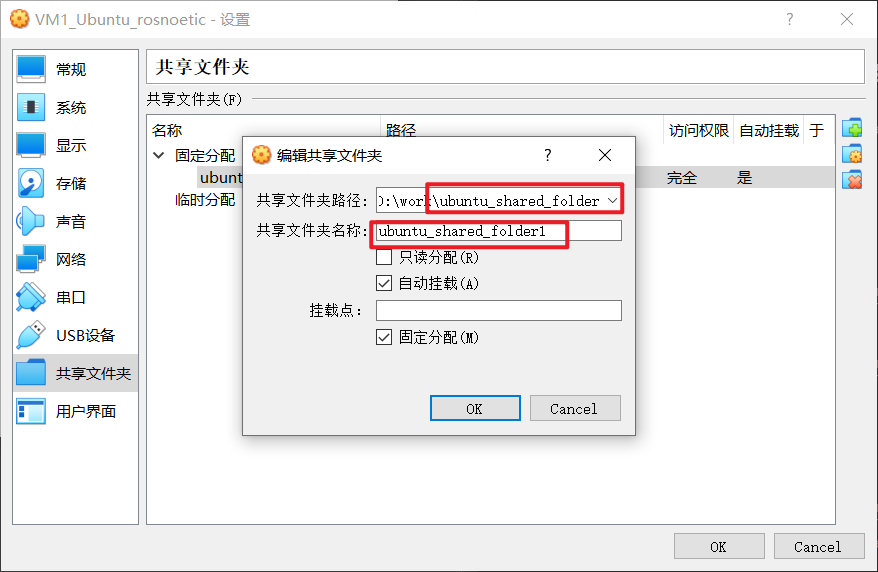 VM1_Ubuntu_rosnoetic - 设置
常规
系统
显示
存储
声音
网络
串口
USB设备
共享文件夹
用户界面
共享文件夹
共享文件夹(F)
名称 路径 访问权限 自动挂载 于
固定分配
ubunt 完全 是
临时分配
编辑共享文件夹
共享文件夹路径: D:\work\ubuntu_shared_folder
共享文件夹名称: ubuntu_shared_folder1
只读分配(R)
自动挂载(A)
挂载点:
固定分配(M)
OK Cancel
OK Cancel